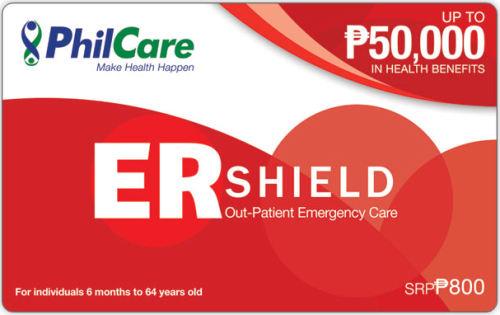 PhilCare
Make Health Happen
UP TO
₱50,000
IN HEALTH BENEFITS
ER SHIELD
Out-Patient Emergency Care
For individuals 6 months to 64 years old
SRP₱800